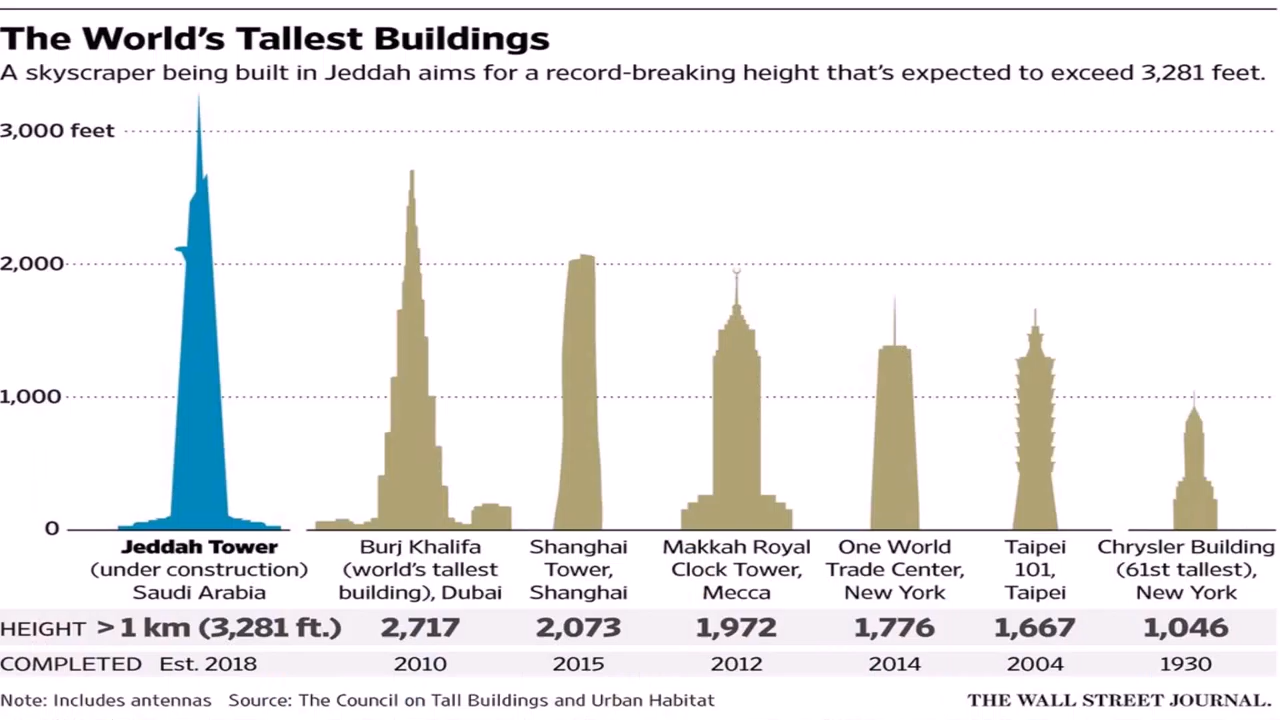 The World's Tallest Buildings
A skyscraper being built in Jeddah aims for a record-breaking height that's expected to exceed 3,281 feet.
3,000 feet
2,000
1,000
0
Jeddah Tower
(under construction)
Saudi Arabia
Burj Khalifa
(world's tallest
building), Dubai
Shanghai
Tower,
Shanghai
Makkah Royal
Clock Tower,
Mecca
One World
Trade Center,
New York
Taipei
101,
Taipei
Chrysler Building
(61st tallest),
New York
HEIGHT > 1 km (3,281 ft.) 2,717 2,073 1,972 1,776 1,667 1,046
COMPLETED Est. 2018 2010 2015 2012 2014 2004 1930
Note: Includes antennas Source: The Council on Tall Buildings and Urban Habitat
THE WALL STREET JOURNAL.